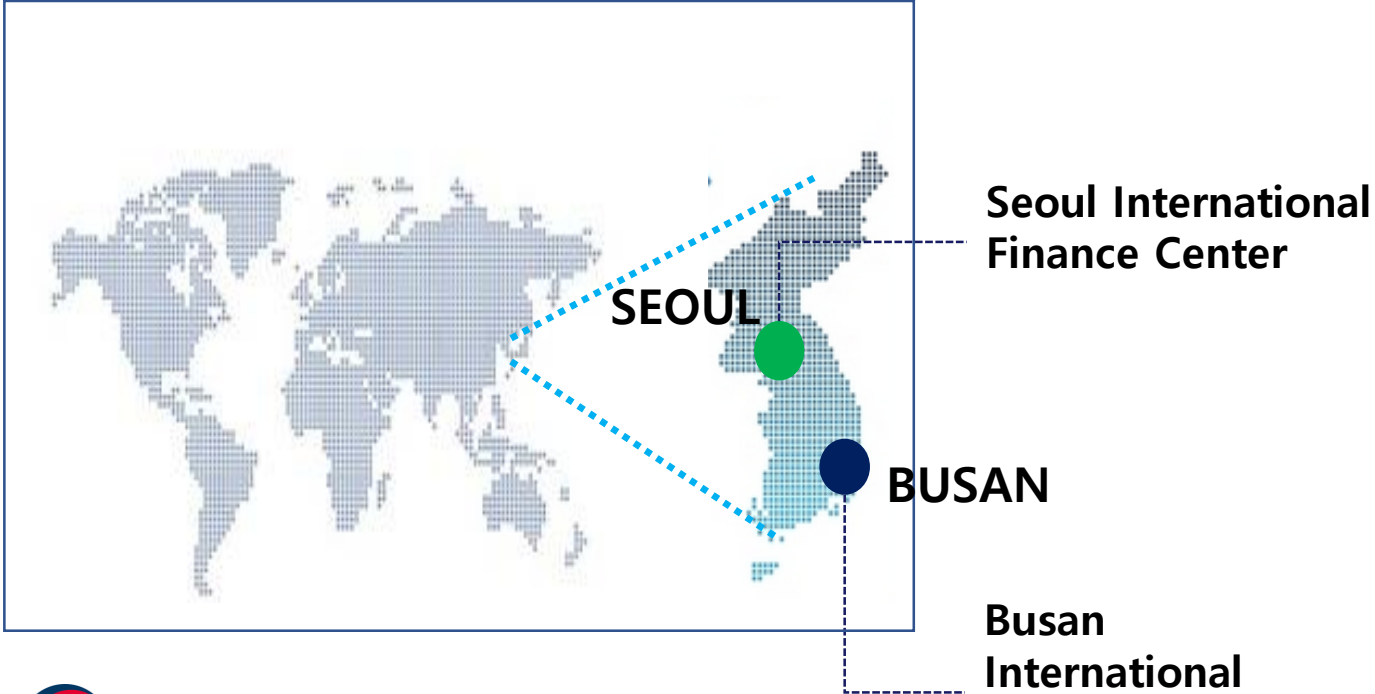 Seoul International
Finance Center
SEOUL
BUSAN
Busan
International